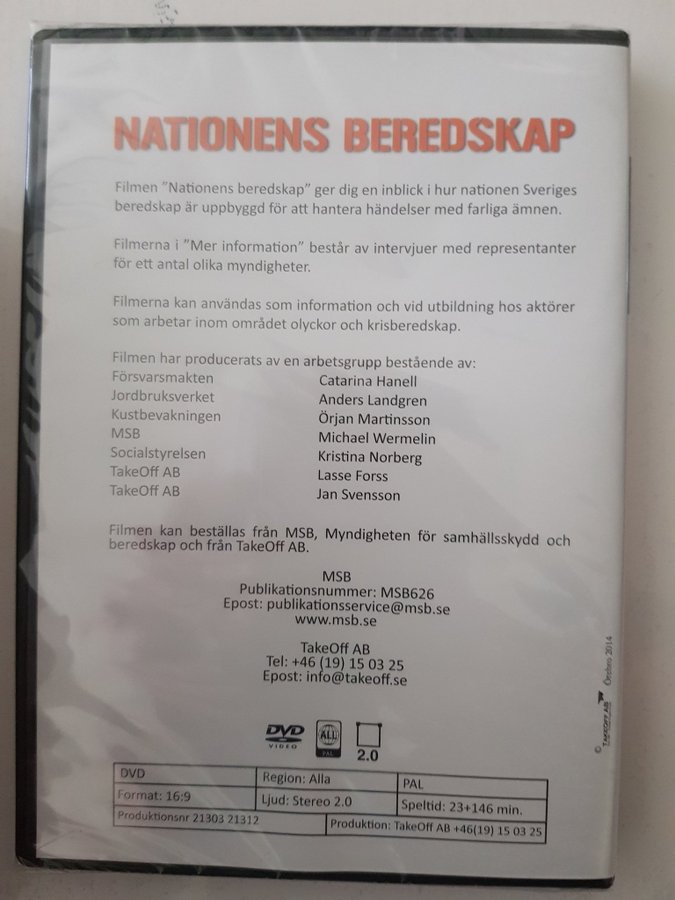 NATIONENS BEREDSKAP
Filmen ”Nationens beredskap” ger dig en inblick i hur nationen Sveriges
beredskap är uppbyggd för att hantera händelser med farliga ämnen.
Filmerna i ”Mer information” består av intervjuer med representanter
för ett antal olika myndigheter.
Filmerna kan användas som information och vid utbildning hos aktörer
som arbetar inom området olyckor och krisberedskap.
Filmen har producerats av en arbetsgrupp bestående av:
Försvarsmakten Catarina Hanell
Jordbruksverket Anders Landgren
Kustbevakningen Örjan Martinsson
MSB Michael Wermelin
Socialstyrelsen Kristina Norberg
TakeOff AB Lasse Forss
TakeOff AB Jan Svensson
Filmen kan beställas från MSB, Myndigheten för samhällsskydd och
beredskap och från TakeOff AB.
MSB
Publikationsnummer: MSB626
Epost: publikationsservice@msb.se
www.msb.se
TakeOff AB
Tel: +46 (19) 15 03 25
Epost: info@takeoff.se
© TAKEOFF AB Örebro 2014
DVD VIDEO ALL PAL 2.0
DVD Region: Alla PAL
Format: 16:9 Ljud: Stereo 2.0 Speltid: 23+146 min.
Produktionsnr 21303 21312 Produktion: TakeOff AB +46(19) 15 03 25